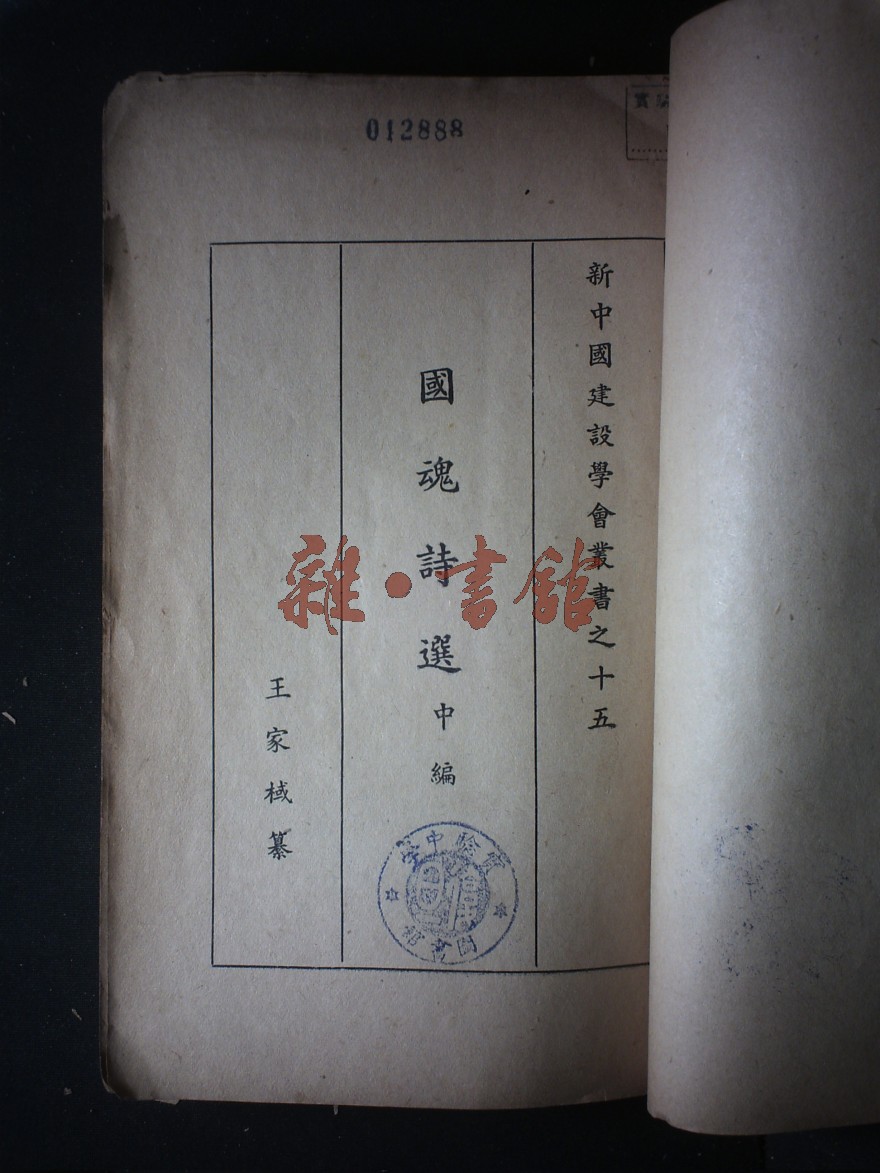 012888
新中國建設學會叢書之十五
國魂詩選中編
王家棫纂
雜·書館